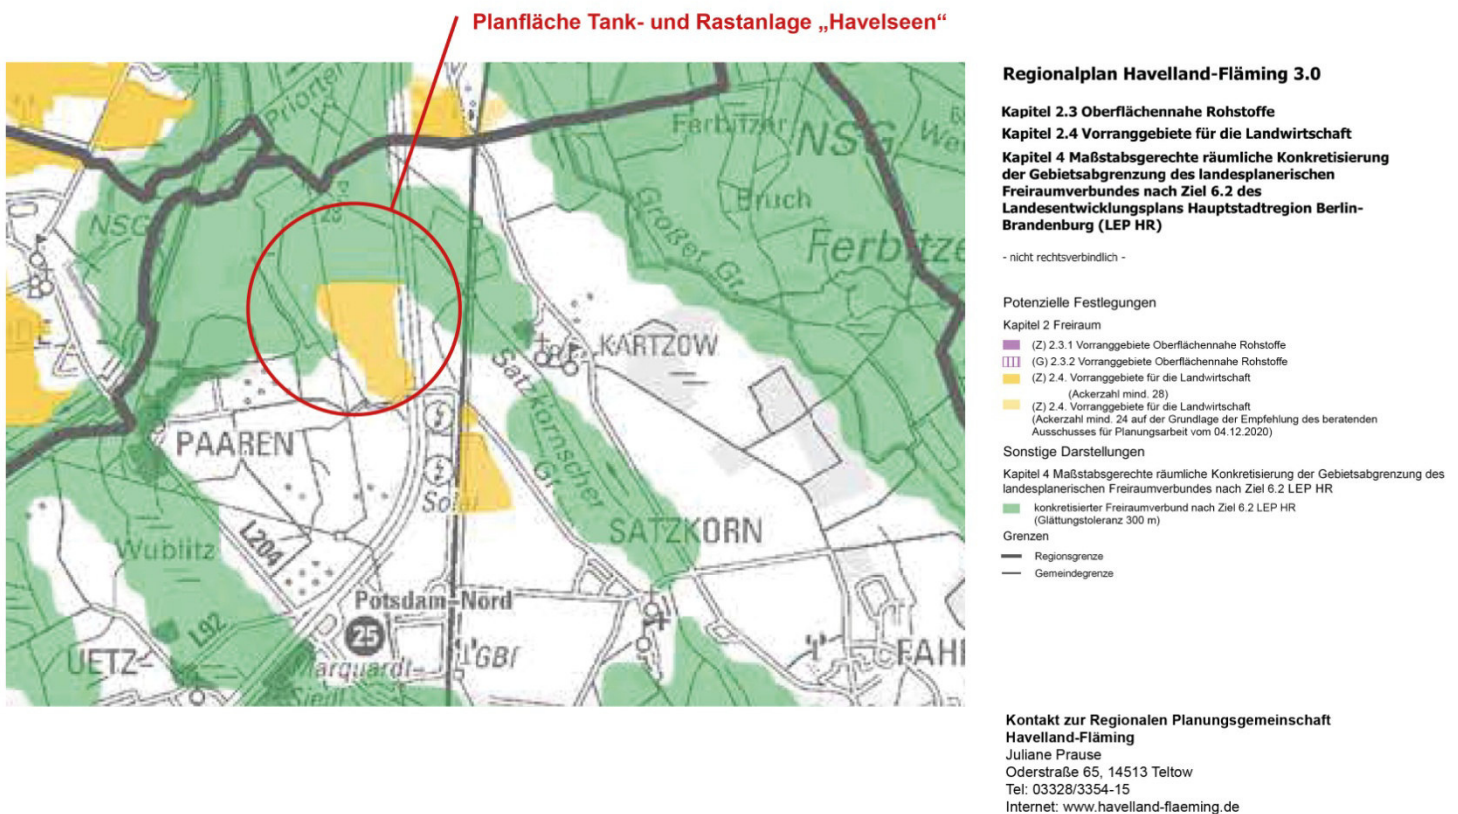 Planfläche Tank- und Rastanlage „Havelseen“
Priorter
Ferbitzer
NSG
We
NSG
28
Bruch
Großer Gr.
Ferbitze
DE
KARTZOW
Satzkornscher
Gr.
PAAREN
Solar
SATZKORN
Wublitz
L204
Potsdam-Nord
25
L92
UETZ-
Marquardt-
Siedl
GBf
FAH
Regionalplan Havelland-Fläming 3.0
Kapitel 2.3 Oberflächennahe Rohstoffe
Kapitel 2.4 Vorranggebiete für die Landwirtschaft
Kapitel 4 Maßstabsgerechte räumliche Konkretisierung
der Gebietsabgrenzung des landesplanerischen
Freiraumverbundes nach Ziel 6.2 des
Landesentwicklungsplans Hauptstadtregion Berlin-
Brandenburg (LEP HR)
- nicht rechtsverbindlich -
Potenzielle Festlegungen
Kapitel 2 Freiraum
(Z) 2.3.1 Vorranggebiete Oberflächennahe Rohstoffe
(G) 2.3.2 Vorranggebiete Oberflächennahe Rohstoffe
(Z) 2.4. Vorranggebiete für die Landwirtschaft
(Ackerzahl mind. 28)
(Z) 2.4. Vorranggebiete für die Landwirtschaft
(Ackerzahl mind. 24 auf der Grundlage der Empfehlung des beratenden
Ausschusses für Planungsarbeit vom 04.12.2020)
Sonstige Darstellungen
Kapitel 4 Maßstabsgerechte räumliche Konkretisierung der Gebietsabgrenzung des
landesplanerischen Freiraumverbundes nach Ziel 6.2 LEP HR
konkretisierter Freiraumverbund nach Ziel 6.2 LEP HR
(Glättungstoleranz 300 m)
Grenzen
Regionsgrenze
Gemeindegrenze
Kontakt zur Regionalen Planungsgemeinschaft
Havelland-Fläming
Juliane Prause
Oderstraße 65, 14513 Teltow
Tel: 03328/3354-15
Internet: www.havelland-flaeming.de